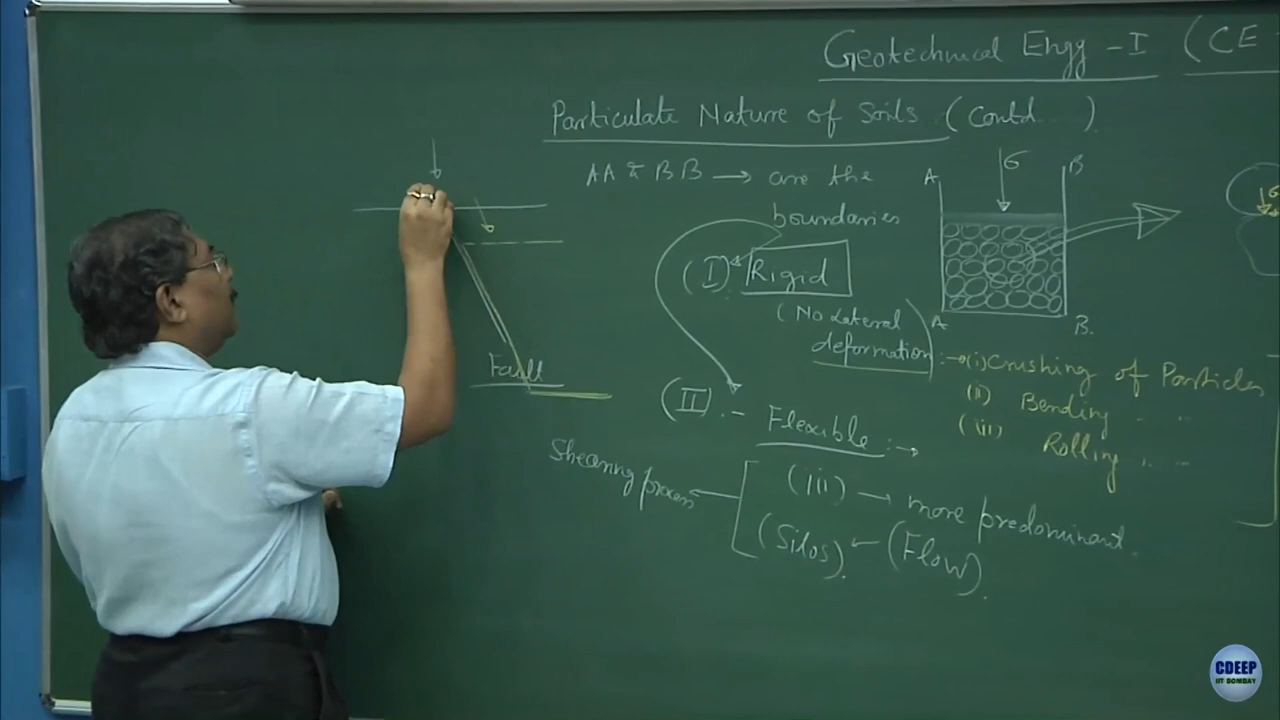 Geotechnical Engg - I (CE
Particulate Nature of Soils (Contd )
AA & BB → are the
boundaries
(I) Rigid
(No Lateral
deformation)
:→ (i) Crushing of Particles
(ii) Bending " "
(iii) Rolling " "
(II) .- Flexible :→
(iii) → more predominant.
(Silos) ← (Flow).
Shearing process
Fault
A
B
σ
A
B.
σ
CDEEP
IIT BOMBAY